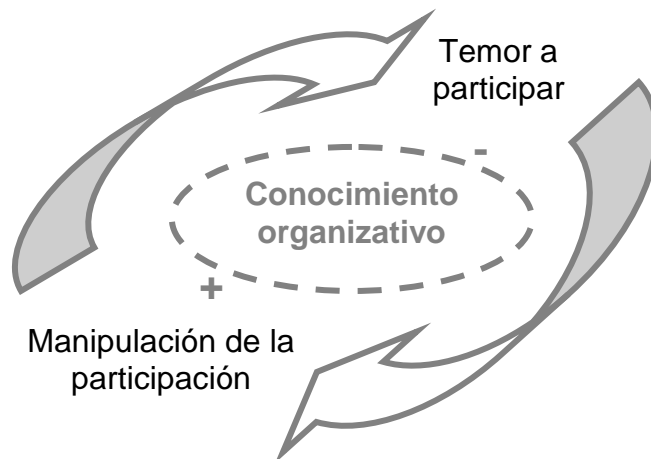 Temor a
participar
-
Conocimiento
organizativo
+
Manipulación de la
participación